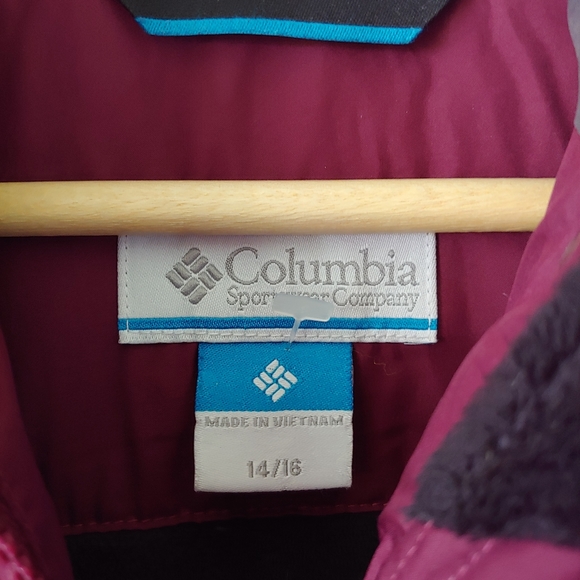 Columbia
Sportswear Company
MADE IN VIETNAM
14/16